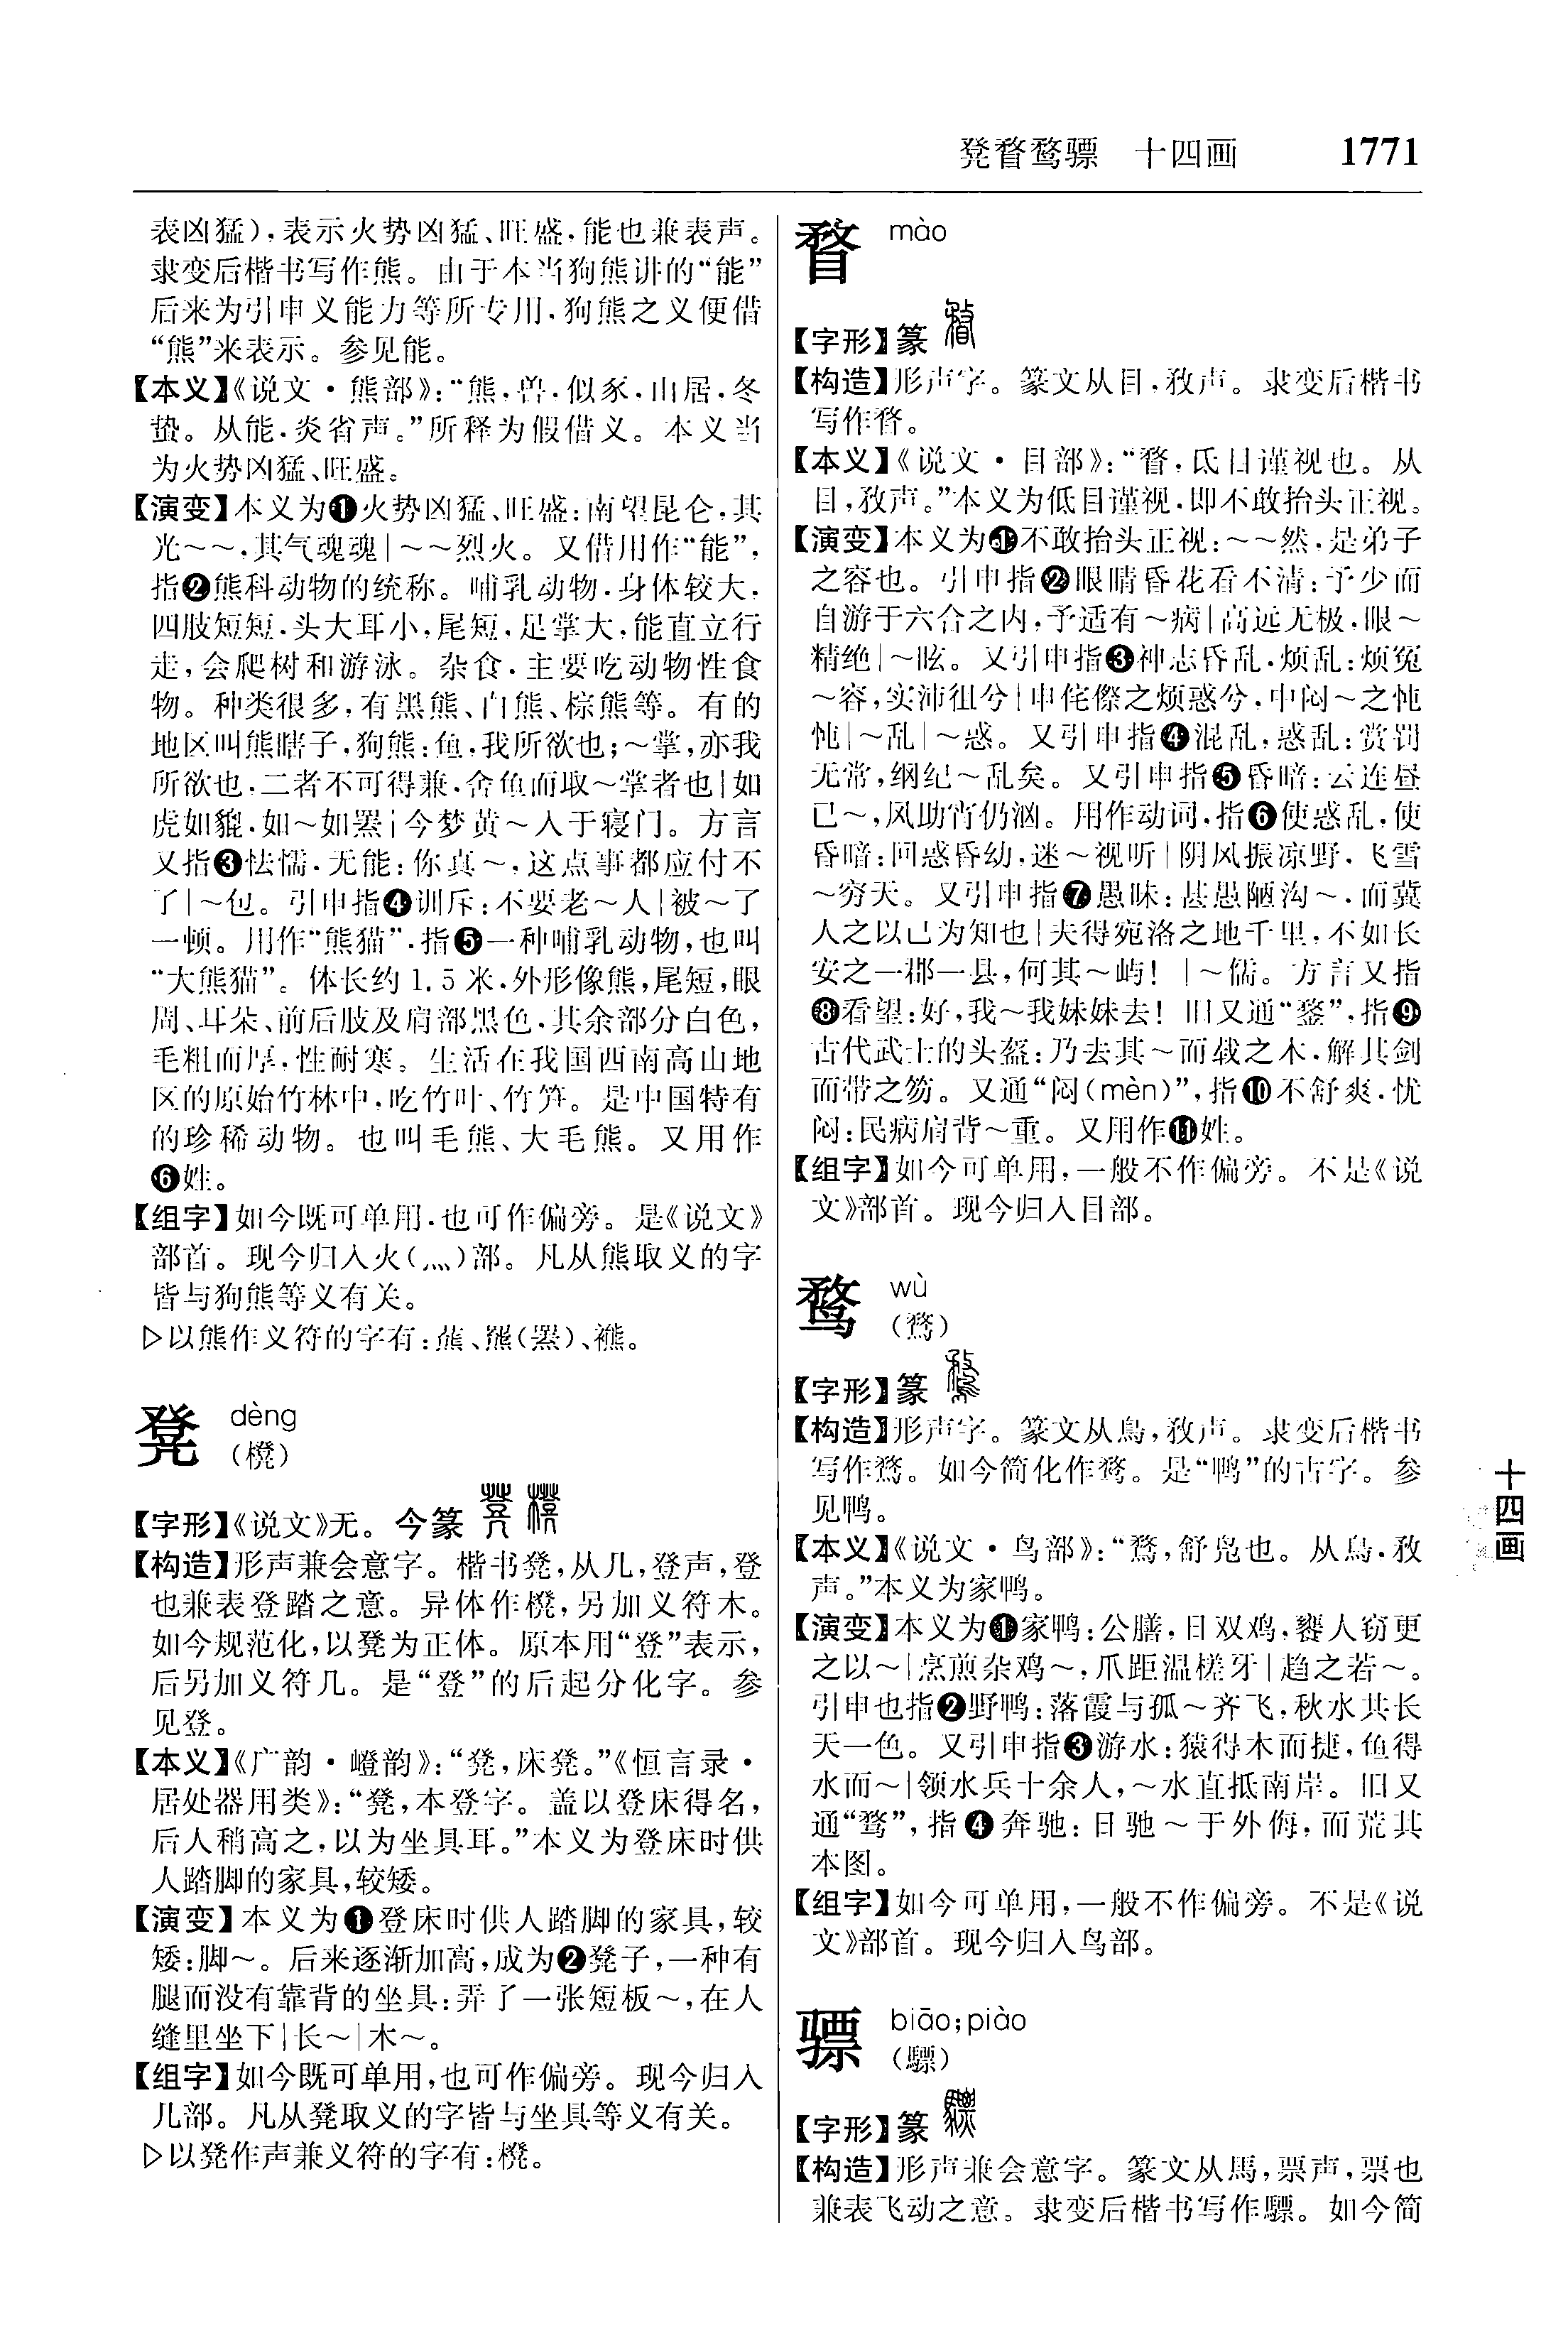 凳瞀鹜骠　十四画　1771
表凶猛),表示火势凶猛、旺盛,能也兼表声。
隶变后楷书写作熊。由于本当狗熊讲的“能”
后来为引申义能力等所专用,狗熊之义便借
“熊”来表示。参见能。
【本义】《说文·熊部》:“熊,兽,似豕,山居,冬
蛰。从能,炎省声。”所释为假借义。本义当
为火势凶猛、旺盛。
【演变】本义为❶火势凶猛、旺盛:南望昆仑,其
光～～,其气魂魂|～～烈火。又借用作“能”,
指❷熊科动物的统称。哺乳动物,身体较大,
四肢短短,头大耳小,尾短,足掌大,能直立行
走,会爬树和游泳。杂食,主要吃动物性食
物。种类很多,有黑熊、白熊、棕熊等。有的
地区叫熊瞎子,狗熊:鱼,我所欲也;～掌,亦我
所欲也,二者不可得兼,舍鱼而取～掌者也|如
虎如貔,如～如罴|今梦黄～入于寝门。方言
又指❸怯懦,无能:你真～,这点事都应付不
了|～包。引申指❹训斥:不要老～人|被～了
一顿。用作“熊猫”,指❺一种哺乳动物,也叫
“大熊猫”。体长约1.5米,外形像熊,尾短,眼
周、耳朵、前后肢及肩部黑色,其余部分白色,
毛粗而厚,性耐寒。生活在我国西南高山地
区的原始竹林中,吃竹叶、竹笋。是中国特有
的珍稀动物。也叫毛熊、大毛熊。又用作
❻姓。
【组字】如今既可单用,也可作偏旁。是《说文》
部首。现今归入火(灬)部。凡从熊取义的字
皆与狗熊等义有关。
▷以熊作义符的字有:㷱、羆(罴)、襬。
凳 dèng
(櫈)
【字形】《说文》无。今篆
【构造】形声兼会意字。楷书凳,从几,登声,登
也兼表登踏之意。异体作櫈,另加义符木。
如今规范化,以凳为正体。原本用“登”表示,
后另加义符几。是“登”的后起分化字。参
见登。
【本义】《广韵·嶝韵》:“凳,床凳。”《恒言录·
居处器用类》:“凳,本登字。盖以登床得名,
后人稍高之,以为坐具耳。”本义为登床时供
人踏脚的家具,较矮。
【演变】本义为❶登床时供人踏脚的家具,较
矮:脚～。后来逐渐加高,成为❷凳子,一种有
腿而没有靠背的坐具:弄了一张短板～,在人
缝里坐下|长～|木～。
【组字】如今既可单用,也可作偏旁。现今归入
几部。凡从凳取义的字皆与坐具等义有关。
▷以凳作声兼义符的字有:櫈。
瞀 mào
【字形】篆
【构造】形声字。篆文从目,敄声。隶变后楷书
写作瞀。
【本义】《说文·目部》:“瞀,氐目谨视也。从
目,敄声。”本义为低目谨视,即不敢抬头正视。
【演变】本义为❶不敢抬头正视:～～然,是弟子
之容也。引申指❷眼睛昏花看不清:予少而
自游于六合之内,予适有～病|高远无极,眼～
精绝|～眩。又引申指❸神志昏乱,烦乱:烦冤
～容,实沛徂兮|申侘傺之烦惑兮,中闷～之忳
忳|～乱|～惑。又引申指❹混乱,惑乱:赏罚
无常,纲纪～乱矣。又引申指❺昏暗:云连昼
已～,风助宵仍汹。用作动词,指❻使惑乱,使
昏暗:回惑昏幼,迷～视听|阴风振凉野,飞雪
～穷天。又引申指❼愚昧:甚愚陋沟～,而冀
人之以己为知也|夫得宛洛之地千里,不如长
安之一郡一县,何其～屿!|～儒。方言又指
❽看望:好,我～我妹妹去!旧又通“鍪”,指❾
古代武士的头盔:乃去其～而载之木,解其剑
而带之笏。又通“闷(mèn)”,指❿不舒爽,忧
闷:民病肩背～重。又用作⓫姓。
【组字】如今可单用,一般不作偏旁。不是《说
文》部首。现今归入目部。
鹜 wù
(鶩)
【字形】篆
【构造】形声字。篆文从鳥,敄声。隶变后楷书
写作鶩。如今简化作鹜。是“鸭”的古字。参
见鸭。
【本义】《说文·鸟部》:“鶩,舒凫也。从鳥,敄
声。”本义为家鸭。
【演变】本义为❶家鸭:公膳,日双鸡,饔人窃更
之以～|烹煎杂鸡～,爪距温槎牙|趋之若～。
引申也指❷野鸭:落霞与孤～齐飞,秋水共长
天一色。又引申指❸游水:猿得木而捷,鱼得
水而～|领水兵十余人,～水直抵南岸。旧又
通“骛”,指❹奔驰:日驰～于外侮,而荒其
本图。
【组字】如今可单用,一般不作偏旁。不是《说
文》部首。现今归入鸟部。
骠 biāo;piào
(驃)
【字形】篆
【构造】形声兼会意字。篆文从馬,票声,票也
兼表飞动之意。隶变后楷书写作驃。如今简
十四画